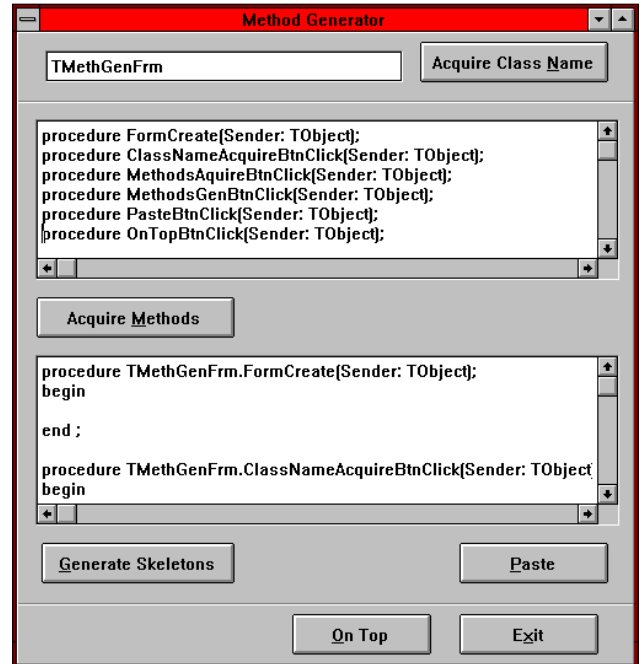 Method Generator
TMethGenFrm
Acquire Class Name
procedure FormCreate(Sender: TObject);
procedure ClassNameAcquireBtnClick(Sender: TObject);
procedure MethodsAquireBtnClick(Sender: TObject);
procedure MethodsGenBtnClick(Sender: TObject);
procedure PasteBtnClick(Sender: TObject);
procedure OnTopBtnClick(Sender: TObject);
Acquire Methods
procedure TMethGenFrm.FormCreate(Sender: TObject);
begin
end ;
procedure TMethGenFrm.ClassNameAcquireBtnClick(Sender: TObject
begin
Generate Skeletons
Paste
On Top
Exit